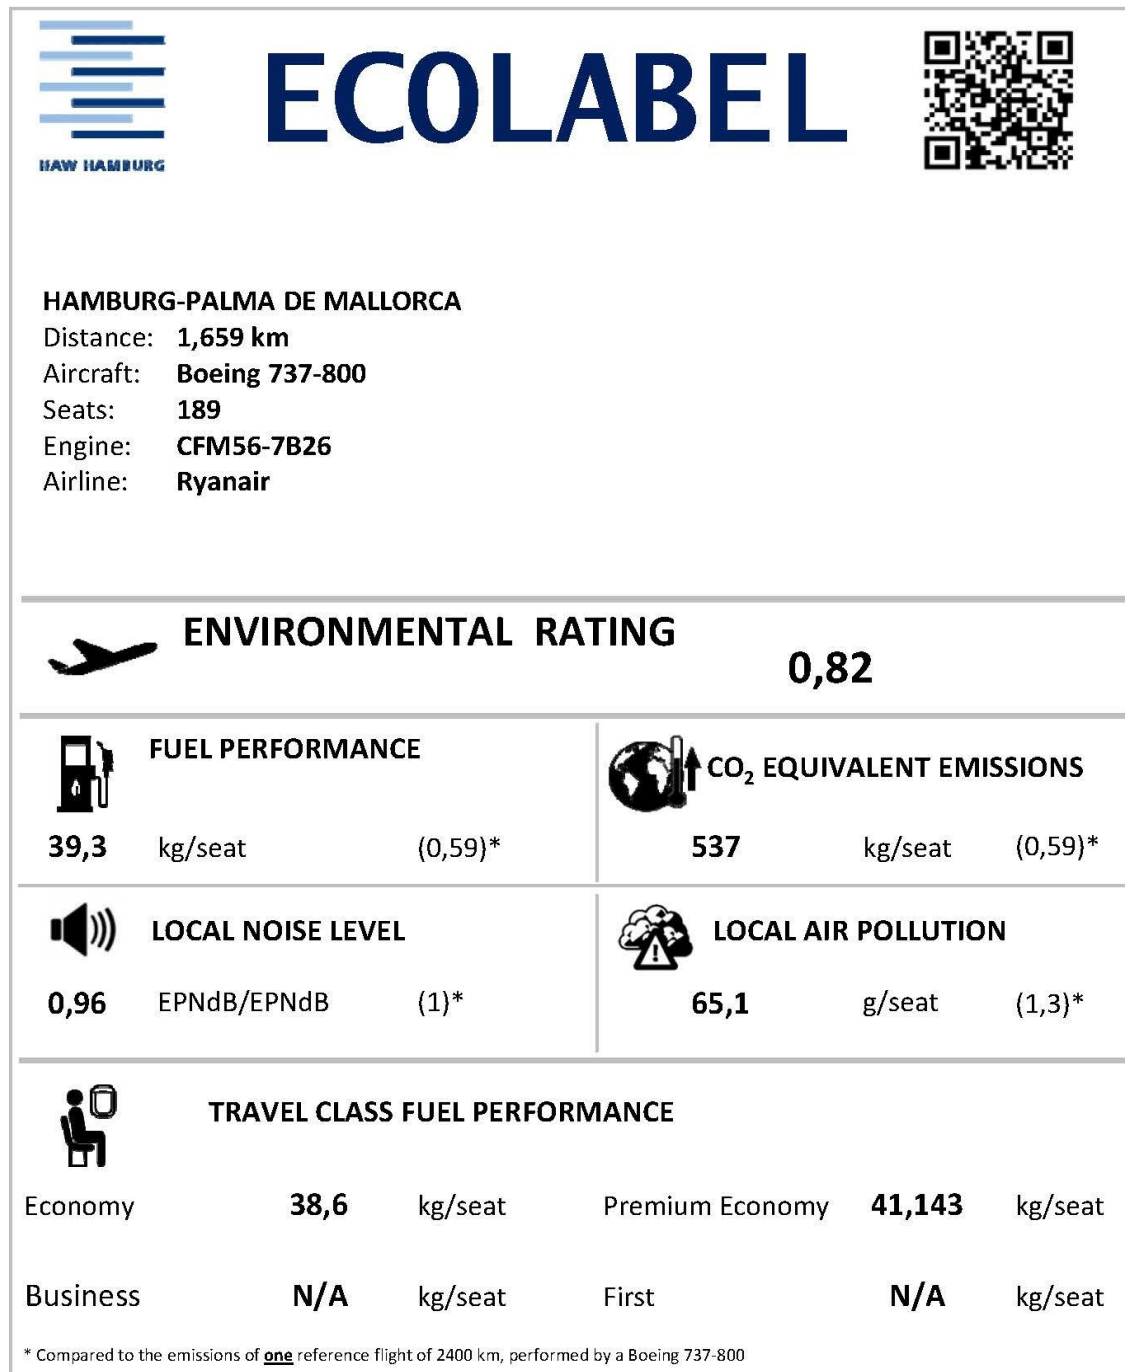 ECOLABEL
HAW HAMBURG
HAMBURG-PALMA DE MALLORCA
Distance: 1,659 km
Aircraft: Boeing 737-800
Seats: 189
Engine: CFM56-7B26
Airline: Ryanair
ENVIRONMENTAL RATING
0,82
FUEL PERFORMANCE
39,3 kg/seat (0,59)*
CO₂ EQUIVALENT EMISSIONS
537 kg/seat (0,59)*
LOCAL NOISE LEVEL
0,96 EPNdB/EPNdB (1)*
LOCAL AIR POLLUTION
65,1 g/seat (1,3)*
TRAVEL CLASS FUEL PERFORMANCE
Economy 38,6 kg/seat Premium Economy 41,143 kg/seat
Business N/A kg/seat First N/A kg/seat
* Compared to the emissions of one reference flight of 2400 km, performed by a Boeing 737-800